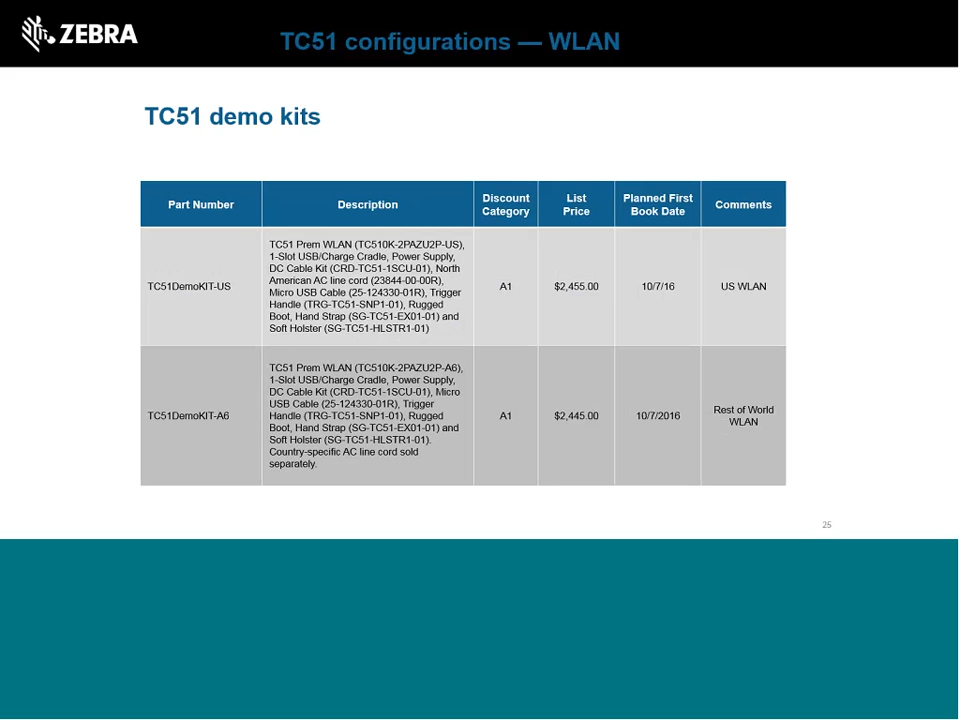 ZEBRA
TC51 configurations — WLAN
TC51 demo kits
Part Number
Description
Discount
Category
List
Price
Planned First
Book Date
Comments
TC51DemoKIT-US
TC51 Prem WLAN (TC510K-2PAZU2P-US),
1-Slot USB/Charge Cradle, Power Supply,
DC Cable Kit (CRD-TC51-1SCU-01), North
American AC line cord (23844-00-00R),
Micro USB Cable (25-124330-01R), Trigger
Handle (TRG-TC51-SNP1-01), Rugged
Boot, Hand Strap (SG-TC51-EX01-01) and
Soft Holster (SG-TC51-HLSTR1-01)
A1
$2,455.00
10/7/16
US WLAN
TC51DemoKIT-A6
TC51 Prem WLAN (TC510K-2PAZU2P-A6),
1-Slot USB/Charge Cradle, Power Supply,
DC Cable Kit (CRD-TC51-1SCU-01), Micro
USB Cable (25-124330-01R), Trigger
Handle (TRG-TC51-SNP1-01), Rugged
Boot, Hand Strap (SG-TC51-EX01-01) and
Soft Holster (SG-TC51-HLSTR1-01).
Country-specific AC line cord sold
separately.
A1
$2,445.00
10/7/2016
Rest of World
WLAN
25